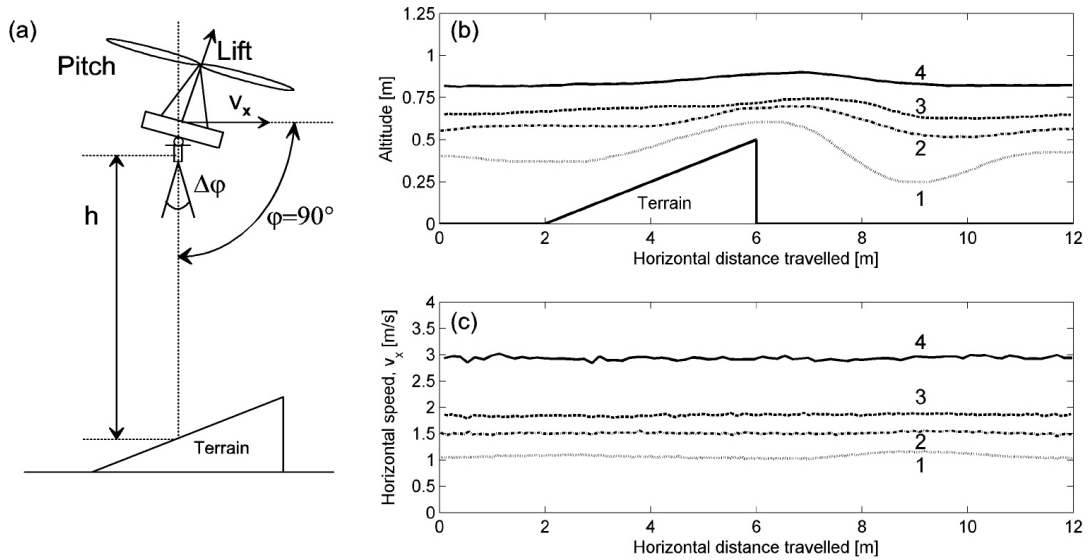 (a)
Pitch
Lift
vₓ
Δφ
φ=90°
h
Terrain
(b)
Altitude [m]
1.25
1
0.75
0.5
0.25
0
4
3
2
1
Terrain
0 2 4 6 8 10 12
Horizontal distance travelled [m]
(c)
Horizontal speed, vₓ [m/s]
4
3.5
3
2.5
2
1.5
1
0.5
0
4
3
2
1
0 2 4 6 8 10 12
Horizontal distance travelled [m]